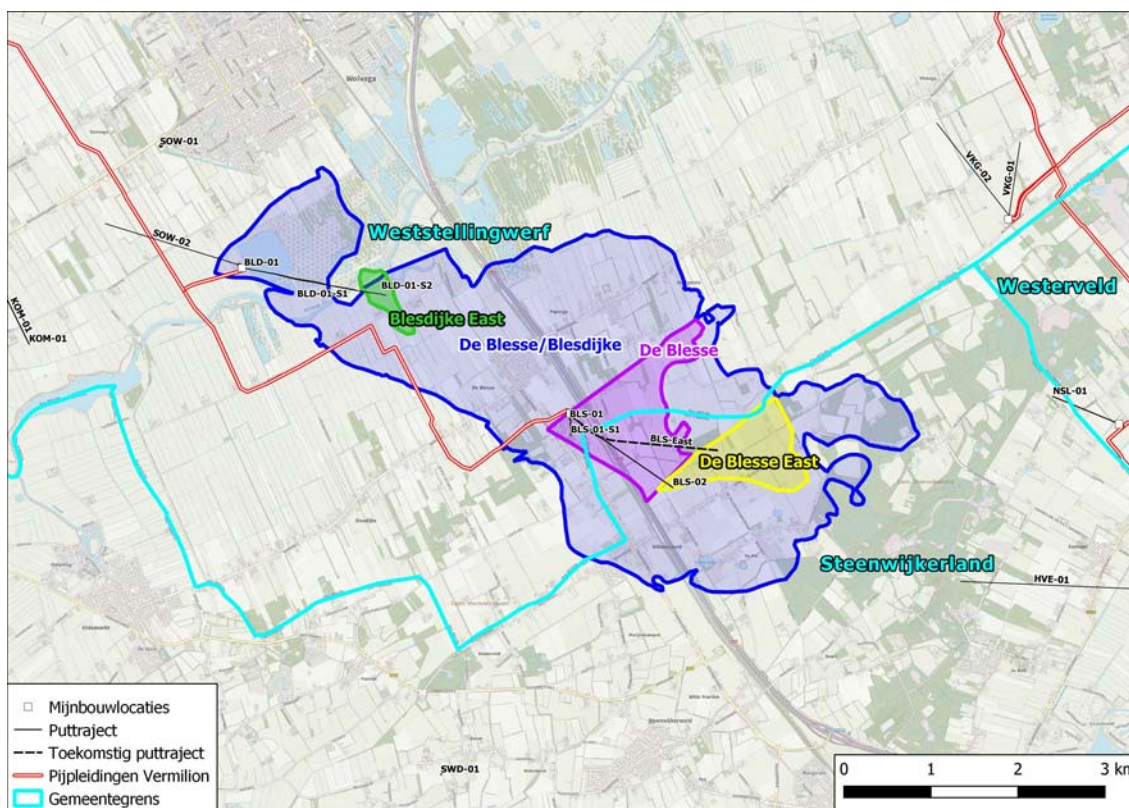 Wolvega
SOW-01
VKG-02
VKG-01
SOW-02
Weststellingwerf
BLD-01
BLD-01-S1
BLD-01-S2
Westerveld
KOM-01
KOM-01
Blesdijke East
De Blesse/Blesdijke
De Blesse
De Blesse
NSL-01
BLS-01
BLS-01-S1
BLS-East
De Blesse East
BLS-02
Steenwijkerland
HVE-01
SWD-01
Mijnbouwlocaties
Puttraject
Toekomstig puttraject
Pijpleidingen Vermilion
Gemeentegrens
0 1 2 3 km